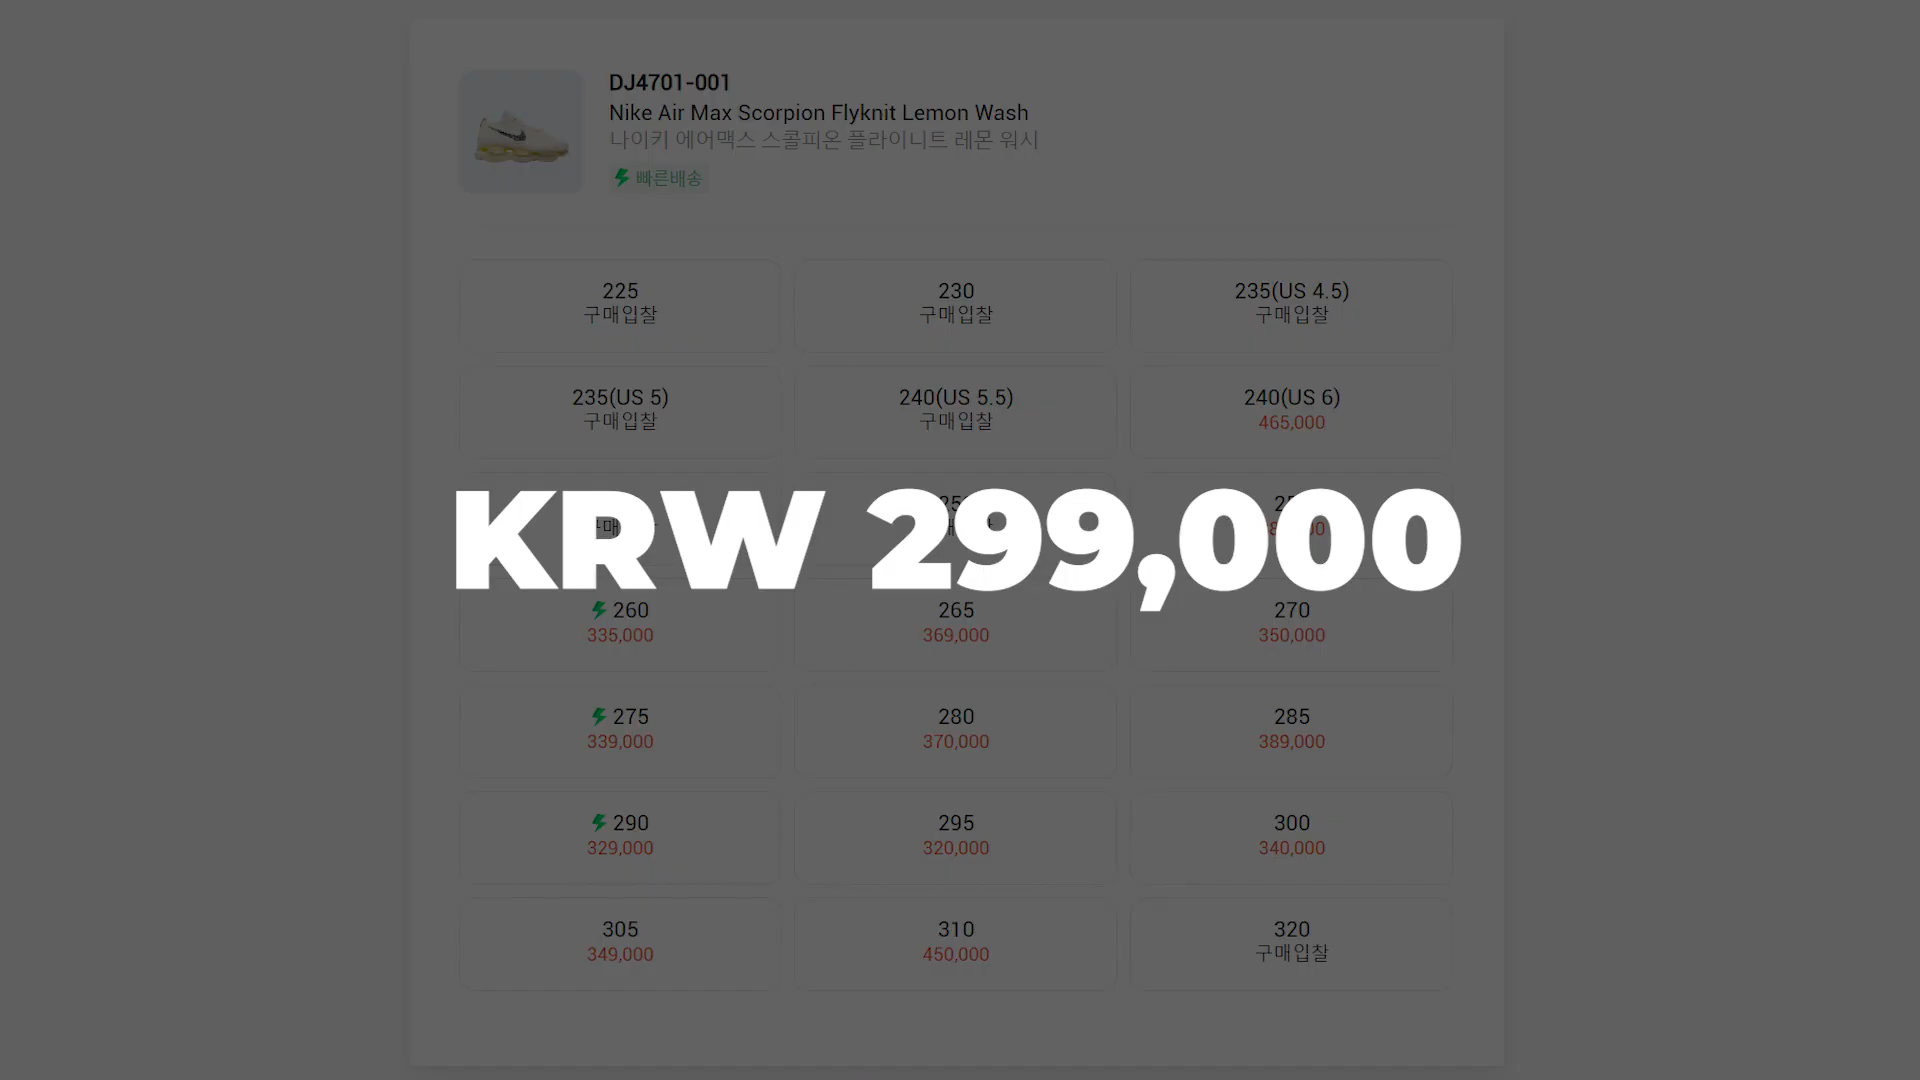 DJ4701-001
Nike Air Max Scorpion Flyknit Lemon Wash
나이키 에어맥스 스콜피온 플라이니트 레몬 워시
빠른배송
225
구매입찰
230
구매입찰
235(US 4.5)
구매입찰
235(US 5)
구매입찰
240(US 5.5)
구매입찰
240(US 6)
465,000
KRW 299,000
260
335,000
265
369,000
270
350,000
275
339,000
280
370,000
285
389,000
290
329,000
295
320,000
300
340,000
305
349,000
310
450,000
320
구매입찰